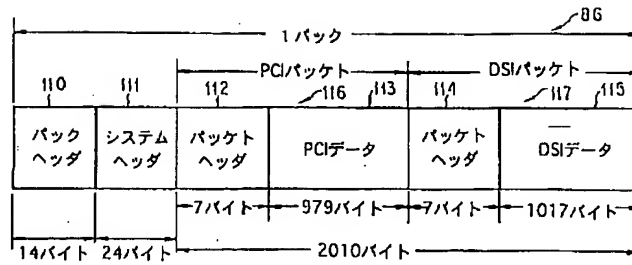 86
1パック
PCIパケット
DSIパケット
110
111
112
116
113
114
117
115
パック
ヘッダ
システム
ヘッダ
パケット
ヘッダ
PCIデータ
パケット
ヘッダ
DSIデータ
7バイト
979バイト
7バイト
1017バイト
14バイト
24バイト
2010バイト